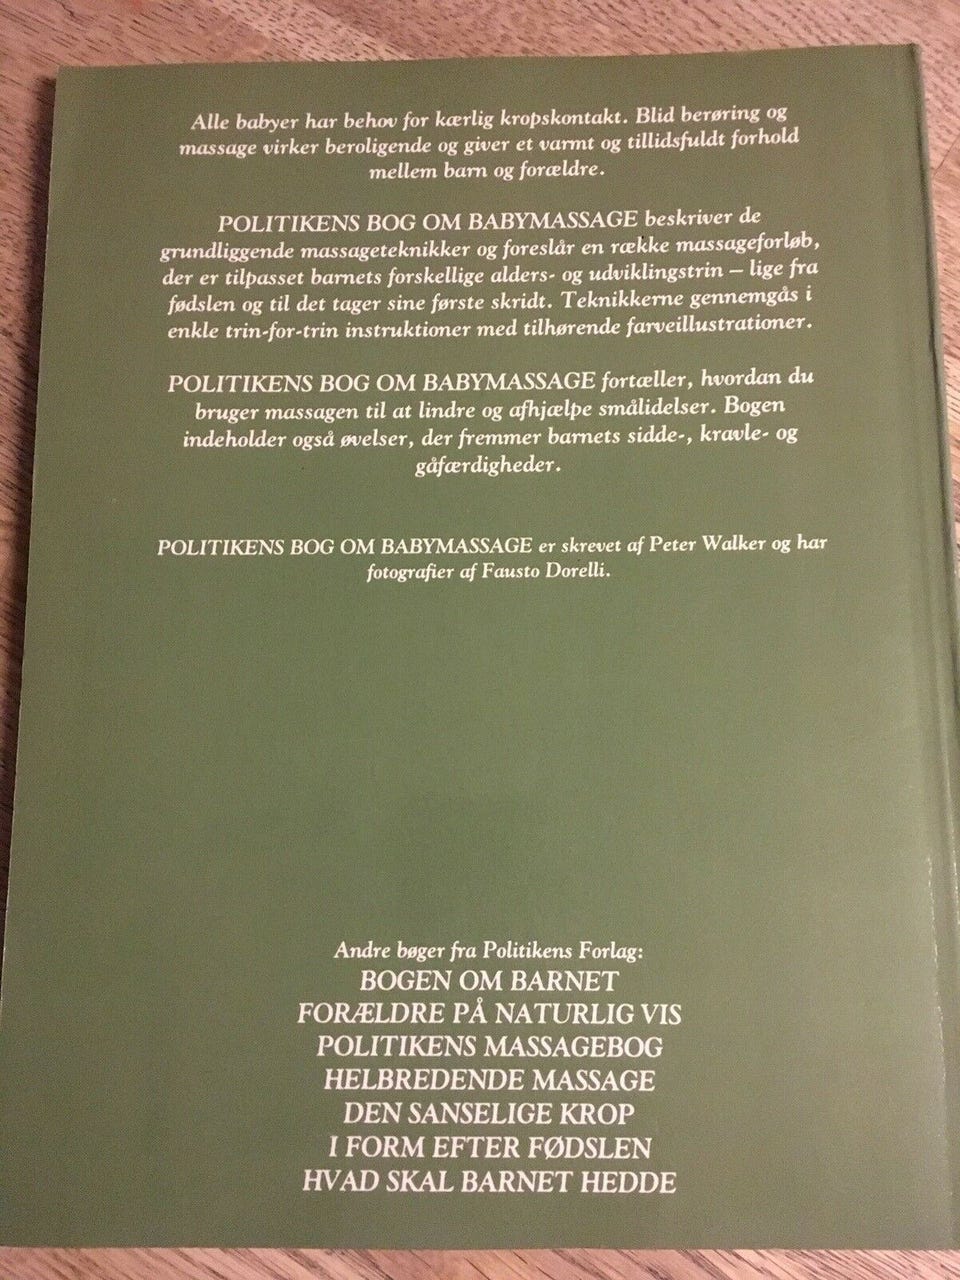 Alle babyer har behov for kærlig kropskontakt. Blid berøring og
massage virker beroligende og giver et varmt og tillidsfuldt forhold
mellem barn og forældre.
POLITIKENS BOG OM BABYMASSAGE beskriver de
grundliggende massageteknikker og foreslår en række massageforløb,
der er tilpasset barnets forskellige alders- og udviklingstrin – lige fra
fødslen og til det tager sine første skridt. Teknikkerne gennemgås i
enkle trin-for-trin instruktioner med tilhørende farveillustrationer.
POLITIKENS BOG OM BABYMASSAGE fortæller, hvordan du
bruger massagen til at lindre og afhjælpe smålidelser. Bogen
indeholder også øvelser, der fremmer barnets sidde-, kravle- og
gåfærdigheder.
POLITIKENS BOG OM BABYMASSAGE er skrevet af Peter Walker og har
fotografier af Fausto Dorelli.
Andre bøger fra Politikens Forlag:
BOGEN OM BARNET
FORÆLDRE PÅ NATURLIG VIS
POLITIKENS MASSAGEBOG
HELBREDENDE MASSAGE
DEN SANSELIGE KROP
I FORM EFTER FØDSLEN
HVAD SKAL BARNET HEDDE